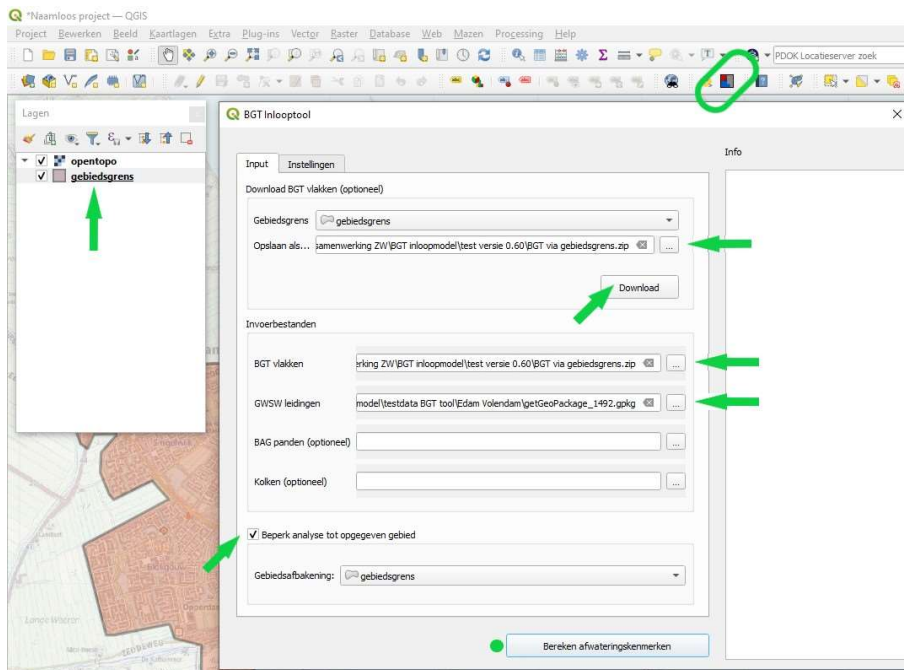 *Naamloos project — QGIS
Project Bewerken Beeld Kaartlagen Extra Plug-ins Vector Raster Database Web Mazen Processing Help
PDOK Locatieserver zoek
Lagen
opentopo
gebiedsgrens
BGT Inlooptool
Input Instellingen
Info
Download BGT vlakken (optioneel)
Gebiedsgrens gebiedsgrens
Opslaan als... samenwerking ZW\BGT inloopmodel\test versie 0.60\BGT via gebiedsgrens.zip ...
Download
Invoerbestanden
BGT vlakken erking ZW\BGT inloopmodel\test versie 0.60\BGT via gebiedsgrens.zip ...
GWSW leidingen model\testdata BGT tool\Edam Volendam\getGeoPackage_1492.gpkg ...
BAG panden (optioneel) ...
Kolken (optioneel) ...
Beperk analyse tot opgegeven gebied
Gebiedsafbakening: gebiedsgrens
Bereken afwateringskenmerken